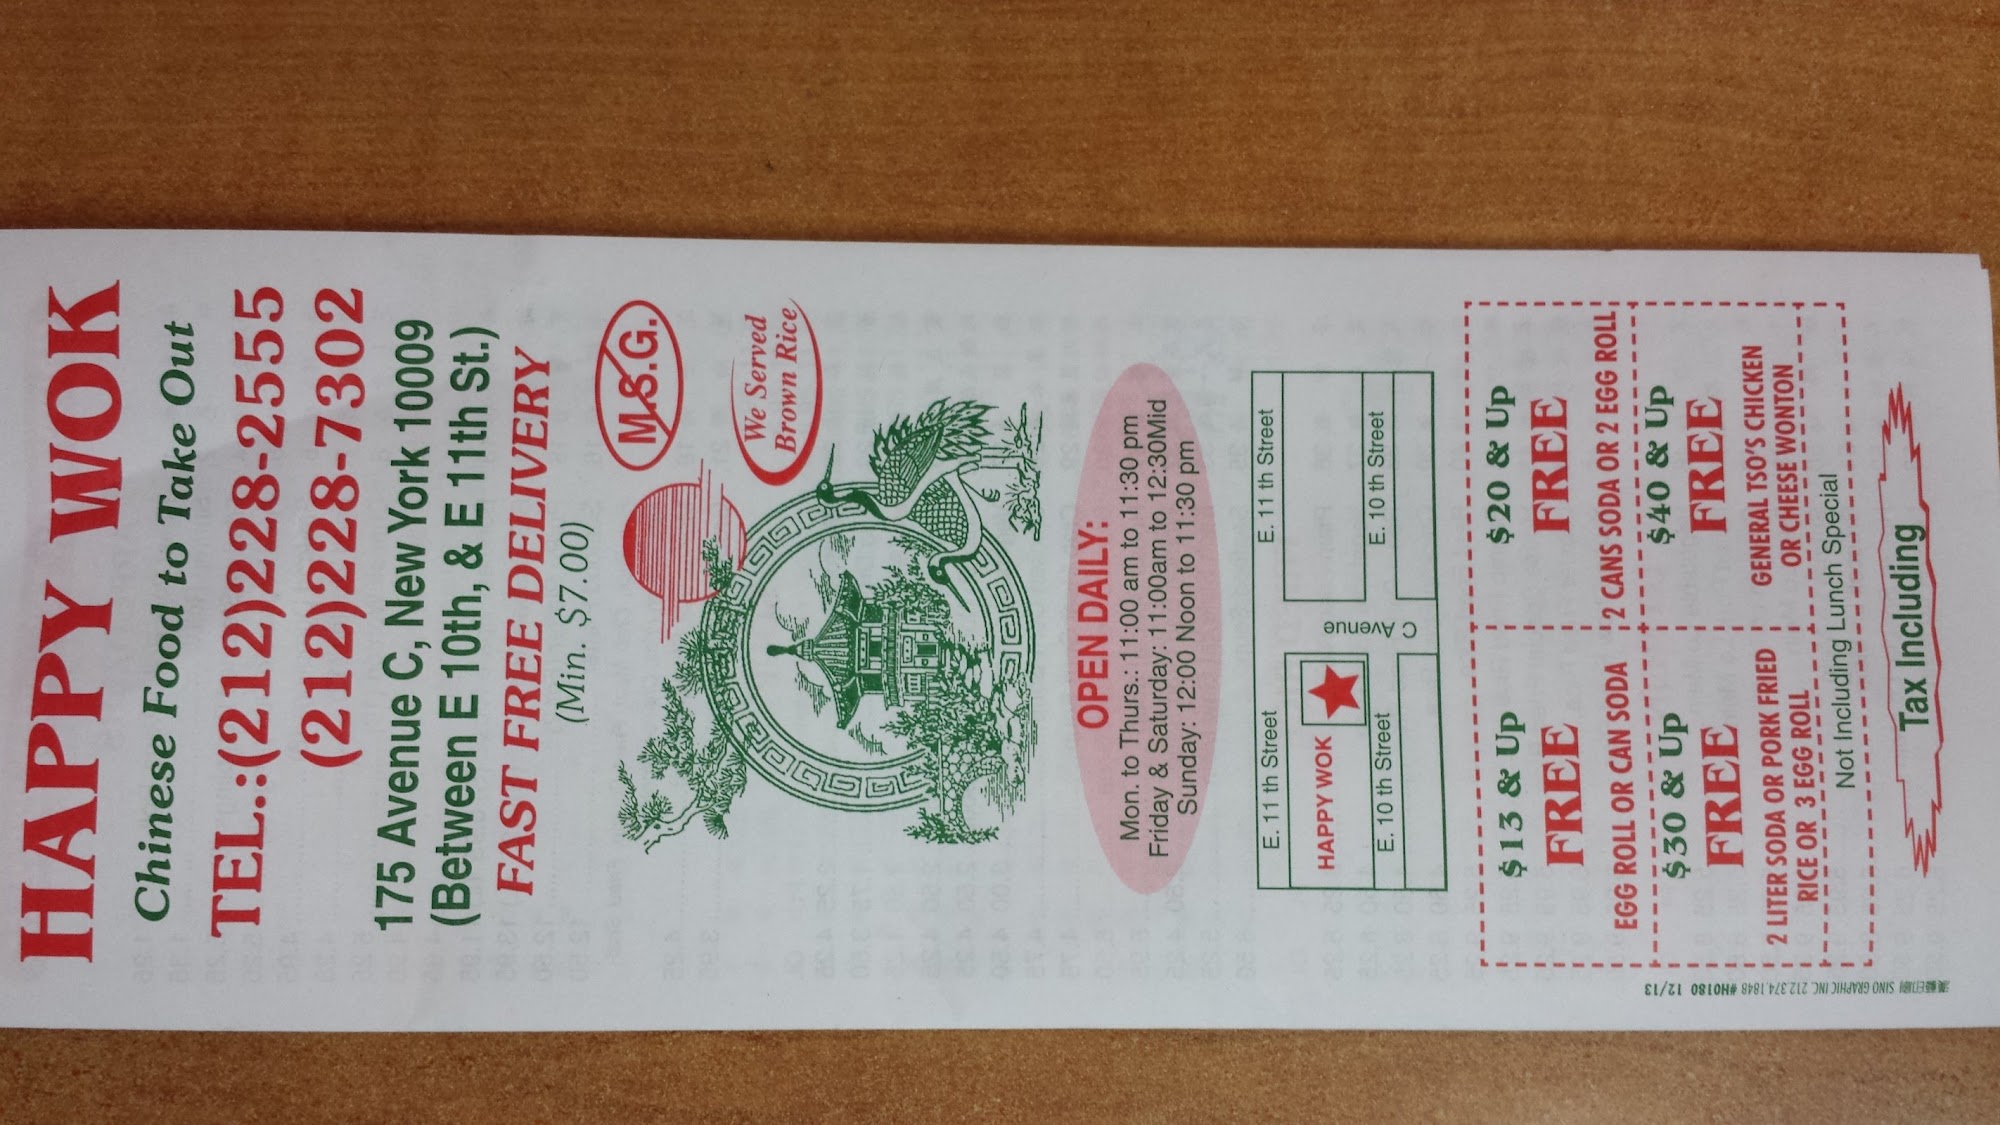 HAPPY WOK
Chinese Food to Take Out
TEL.:(212)228-2555
(212)228-7302
175 Avenue C, New York 10009
(Between E 10th, & E 11th St.)
FAST FREE DELIVERY
(Min. $7.00)
M.S.G.
We Served
Brown Rice
OPEN DAILY:
Mon. to Thurs.: 11:00 am to 11:30 pm
Friday & Saturday: 11:00am to 12:30Mid
Sunday: 12:00 Noon to 11:30 pm
E. 11 th Street
E. 11 th Street
HAPPY WOK
C Avenue
E. 10 th Street
E. 10 th Street
$13 & Up
FREE
EGG ROLL OR CAN SODA
$20 & Up
FREE
2 CANS SODA OR 2 EGG ROLL
$30 & Up
FREE
2 LITER SODA OR PORK FRIED
RICE OR 3 EGG ROLL
$40 & Up
FREE
GENERAL TSO'S CHICKEN
OR CHEESE WONTON
Not Including Lunch Special
Tax Including
SINO GRAPHIC INC. 212.374.1848 #H0180 12/13